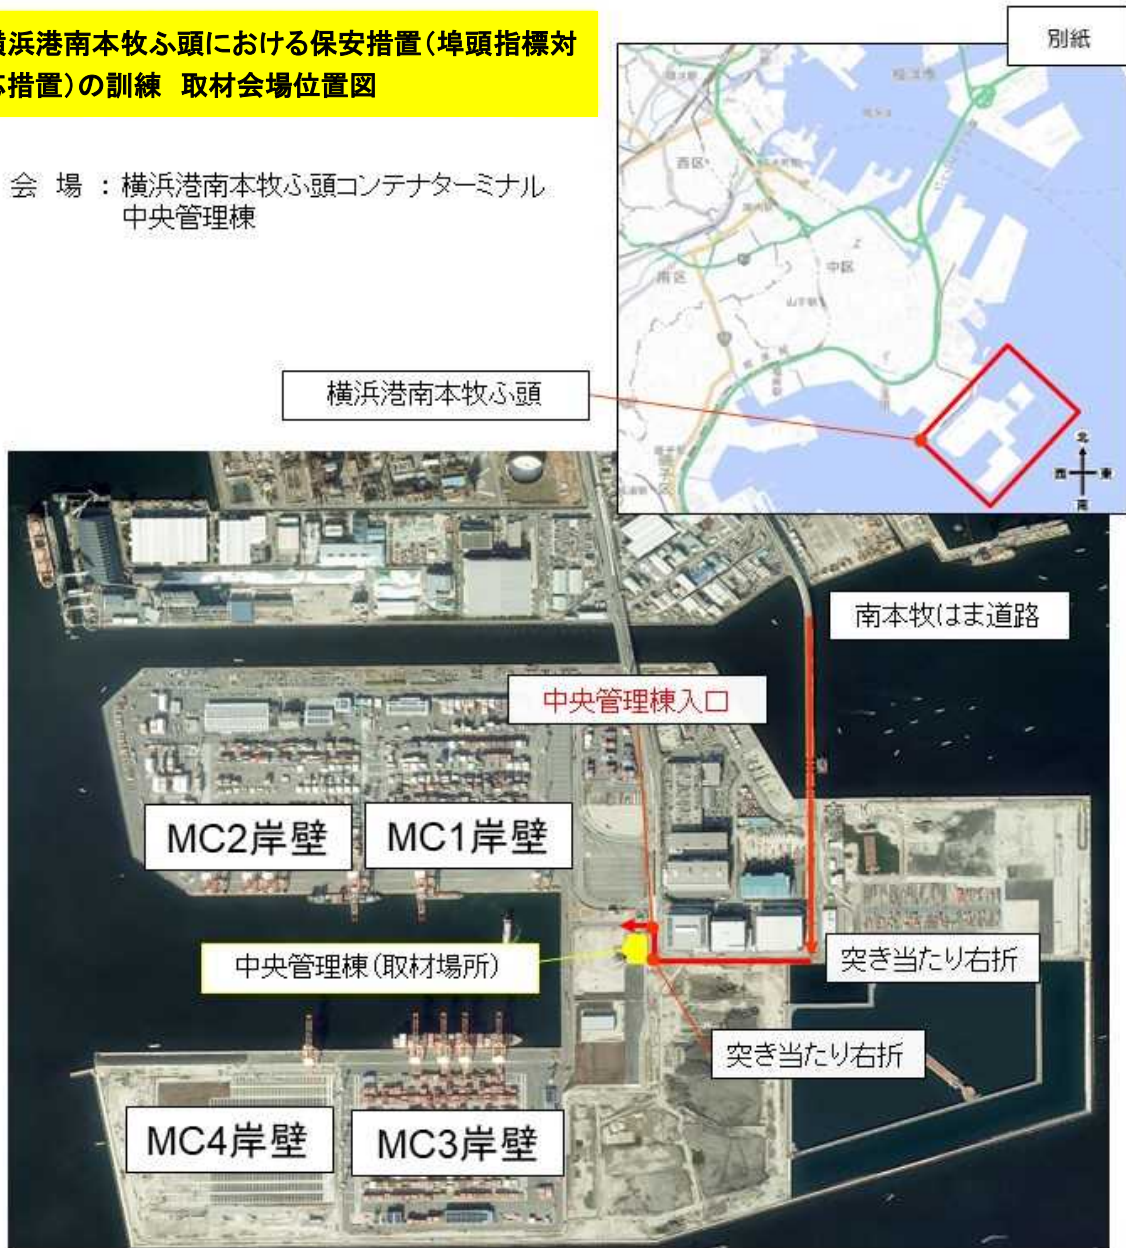 別紙
横浜港南本牧ふ頭における保安措置(埠頭指標対
応措置)の訓練 取材会場位置図
会 場 : 横浜港南本牧ふ頭コンテナターミナル
中央管理棟
西区
中区
南区
横浜港南本牧ふ頭
北
西
東
南
南本牧はま道路
中央管理棟入口
MC2岸壁
MC1岸壁
中央管理棟(取材場所)
突き当たり右折
突き当たり右折
MC4岸壁
MC3岸壁